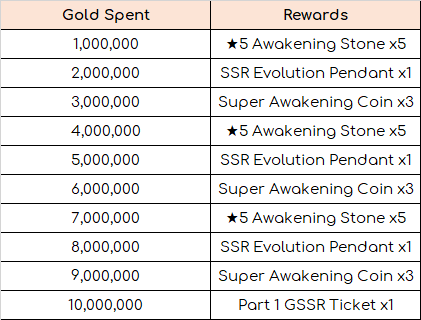 Gold Spent Rewards
1,000,000 ★5 Awakening Stone x5
2,000,000 SSR Evolution Pendant x1
3,000,000 Super Awakening Coin x3
4,000,000 ★5 Awakening Stone x5
5,000,000 SSR Evolution Pendant x1
6,000,000 Super Awakening Coin x3
7,000,000 ★5 Awakening Stone x5
8,000,000 SSR Evolution Pendant x1
9,000,000 Super Awakening Coin x3
10,000,000 Part 1 GSSR Ticket x1